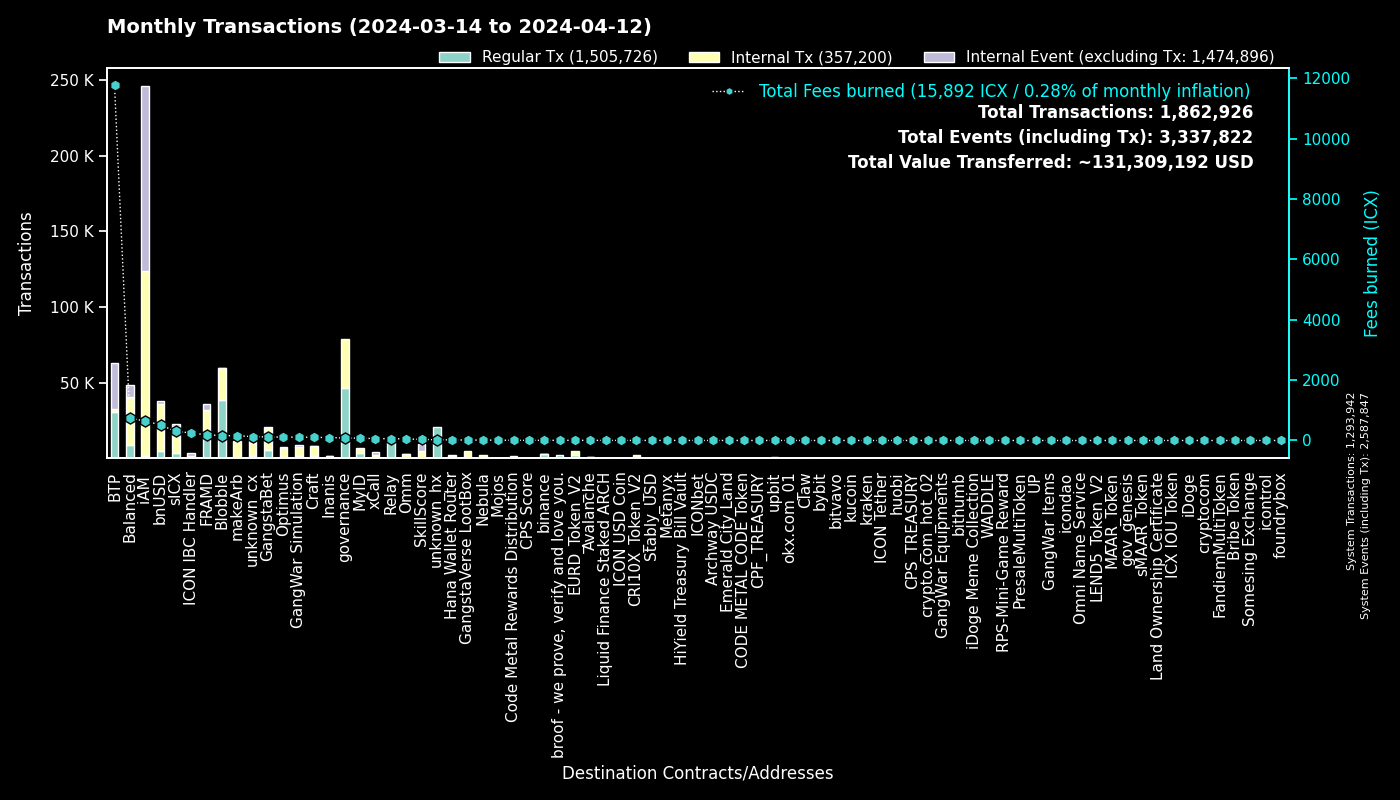 Monthly Transactions (2024-03-14 to 2024-04-12)
Regular Tx (1,505,726)
Internal Tx (357,200)
Internal Event (excluding Tx: 1,474,896)
Total Fees burned (15,892 ICX / 0.28% of monthly inflation)
Total Transactions: 1,862,926
Total Events (including Tx): 3,337,822
Total Value Transferred: ~131,309,192 USD
Transactions
250 K
200 K
150 K
100 K
50 K
12000
10000
8000
6000
4000
2000
0
Fees burned (ICX)
System Transactions: 1,293,942
System Events (including Tx): 2,587,847
BTP
Balanced
iAM
bnUSD
sICX
ICON IBC Handler
FRAMD
Blobble
makeArb
unknown_cx
GangstaBet
Optimus
GangWar Simulation
Craft
Inanis
governance
MyID
xCall
Relay
Omm
SkillScore
unknown_hx
Hana Wallet Router
GangstaVerse LootBox
Nebula
Mojos
Code Metal Rewards Distribution
CPS Score
binance
broof - we prove, verify and love you.
EURD_Token_V2
Avalanche
Liquid Finance Staked ARCH
ICON USD Coin
CRI10X_Token_V2
Stably_USD
Metanyx
HiYield Treasury Bill Vault
ICONbet
Archway USDC
Emerald City Land
CODE METAL CODE Token
CPF_TREASURY
upbit
okx.com_01
Claw
bybit
bitvavo
kucoin
kraken
ICON Tether
huobi
CPS_TREASURY
crypto.com_hot_02
GangWar Equipments
bithumb
iDoge Meme Collection
WADDLE
RPS-Mini-Game Reward
PresaleMultiToken
UP
GangWar Items
icondao
Omni Name Service
LEND5_Token_V2
MAAR_Token
gov_genesis
sMAAR_Token
Land Ownership Certificate
ICX IOU Token
iDoge
cryptocom
FandiemMultiToken
Bribe Token
Somesing Exchange
icontrol
foundrybox
Destination Contracts/Addresses